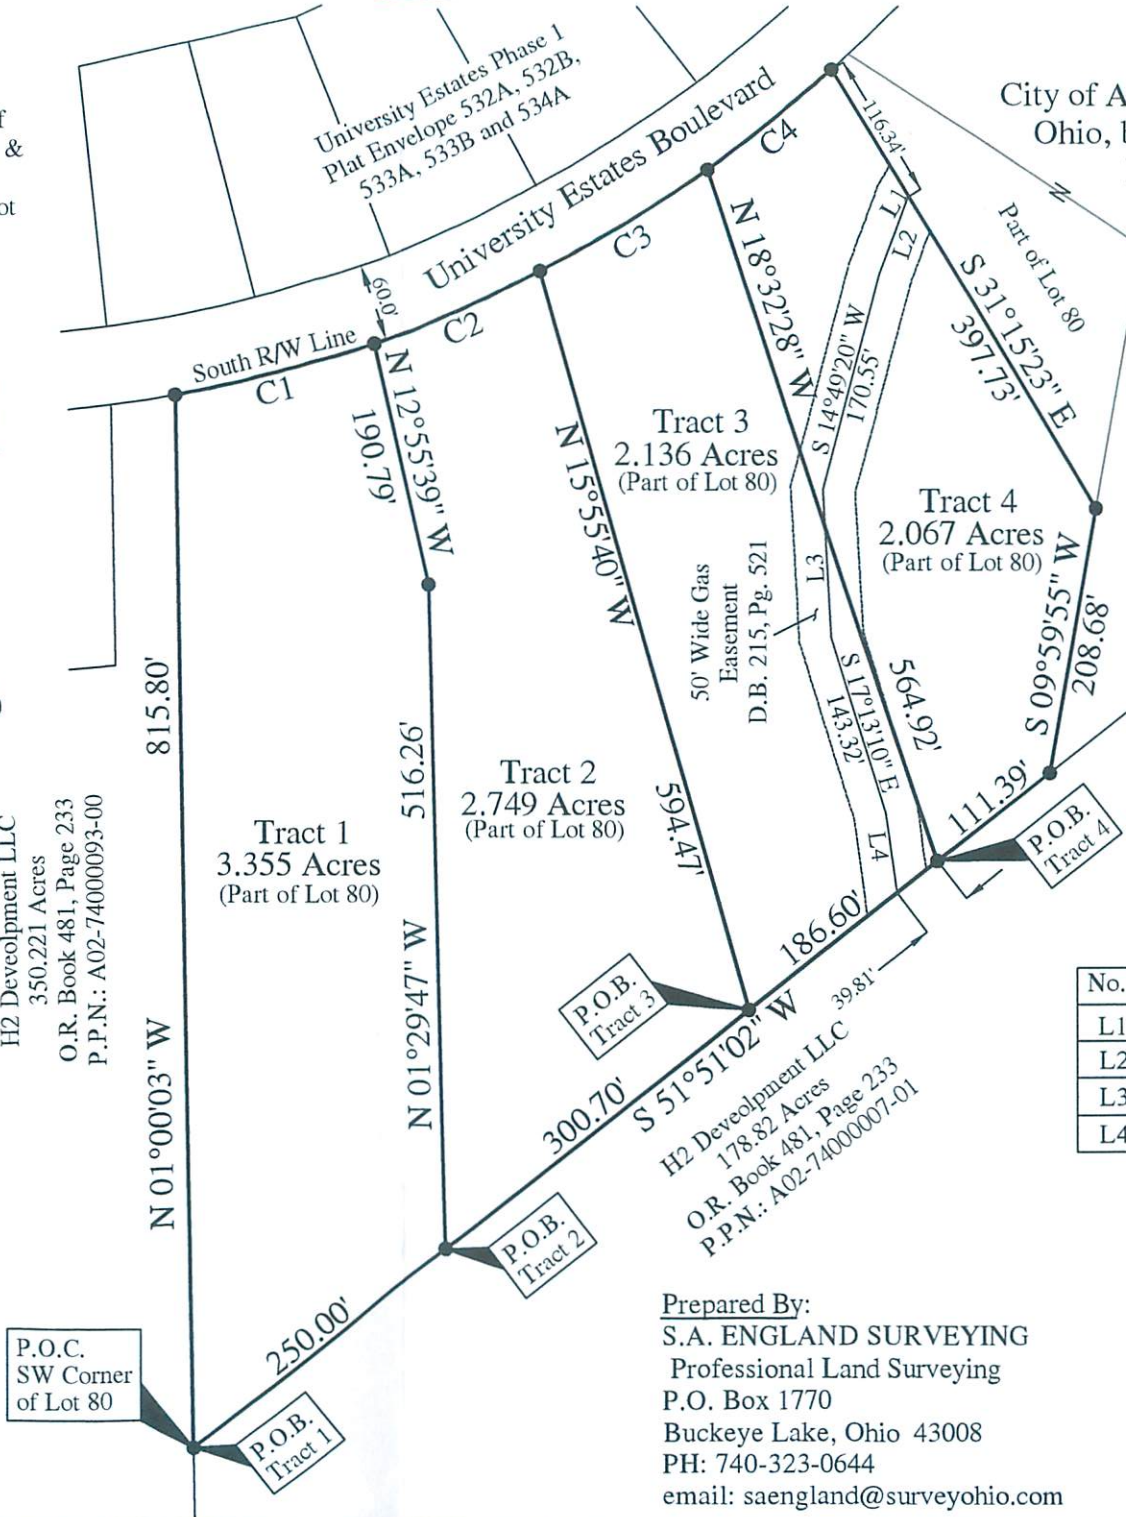 University Estates Phase 1
Plat Envelope 532A, 532B,
533A, 533B and 534A
University Estates Boulevard
City of A
Ohio,
&
ot
116.34'
N
Part of Lot 80
60.0'
South R/W Line
C1
C2
C3
C4
L1
L2
L3
L4
N 12°55'39" W
190.79'
N 15°55'40" W
594.47'
N 18°32'28" W
564.92'
S 14°49'20" W
170.55'
S 31°15'23" E
397.73'
S 09°59'55" W
208.68'
S 17°13'10" E
143.32'
50' Wide Gas
Easement
D.B. 215, Pg. 521
Tract 3
2.136 Acres
(Part of Lot 80)
Tract 4
2.067 Acres
(Part of Lot 80)
Tract 2
2.749 Acres
(Part of Lot 80)
Tract 1
3.355 Acres
(Part of Lot 80)
815.80'
N 01°00'03" W
516.26'
N 01°29'47" W
H2 Deveolpment LLC
350.221 Acres
O.R. Book 481, Page 233
P.P.N.: A02-74000093-00
111.39'
P.O.B.
Tract 4
186.60'
39.81'
P.O.B.
Tract 3
S 51°51'02" W
300.70'
P.O.B.
Tract 2
250.00'
P.O.B.
Tract 1
P.O.C.
SW Corner
of Lot 80
H2 Deveolpment LLC
178.82 Acres
O.R. Book 481, Page 233
P.P.N.: A02-74000007-01
No.
L1
L2
L3
L4
Prepared By:
S.A. ENGLAND SURVEYING
Professional Land Surveying
P.O. Box 1770
Buckeye Lake, Ohio 43008
PH: 740-323-0644
email: saengland@surveyohio.com